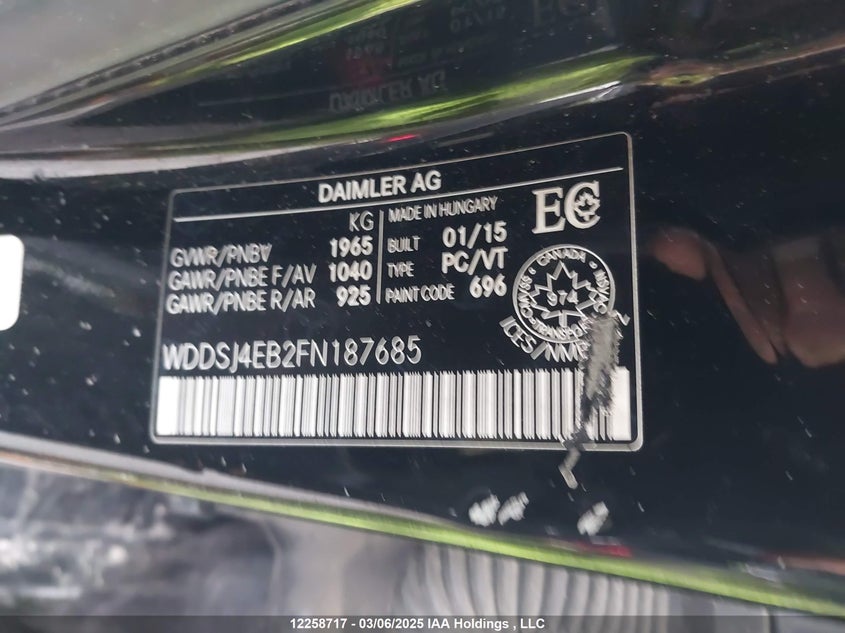 DAIMLER AG
KG
GVWR/PNBV 1965
GAWR/PNBE F/AV 1040
GAWR/PNBE R/AR 925
MADE IN HUNGARY
BUILT 01/15
TYPE PC/VT
PAINT CODE 696
EC
CANADA
974
WDDSJ4EB2FN187685
12258717 - 03/06/2025 IAA Holdings , LLC